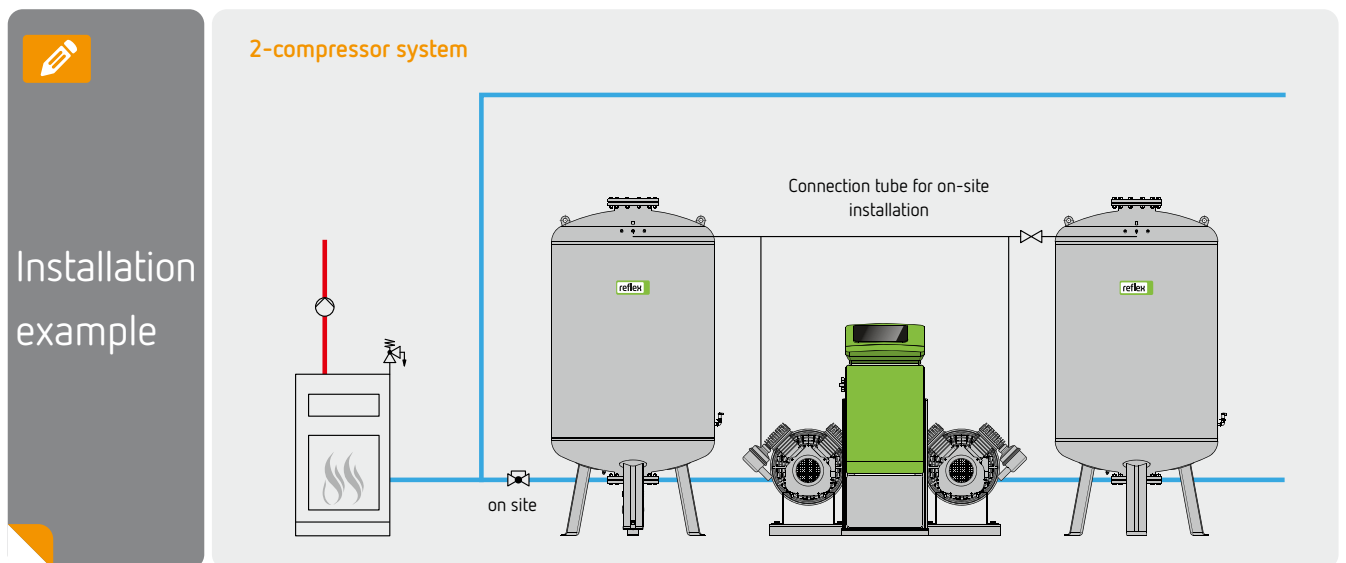 Installation
example
2-compressor system
Connection tube for on-site
installation
reflex
reflex
on site